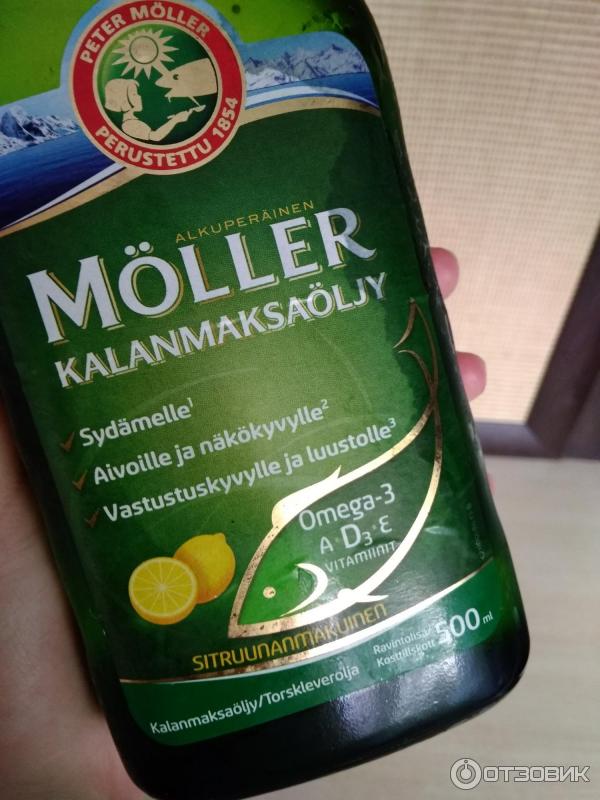 PETER MÖLLER
PERUSTETTU 1854
ALKUPERÄINEN
MÖLLER
KALANMAKSAÖLJY
Sydämelle¹
Aivoille ja näkökyvylle²
Vastustuskyvylle ja luustolle³
Omega-3
A D₃ E
VITAMIINIT
SITRUUNANMAKUINEN
Ravintolisä/
Kosttillskott 500 ml
Kalanmaksaöljy/Torskleverolja
ОТЗОВИК